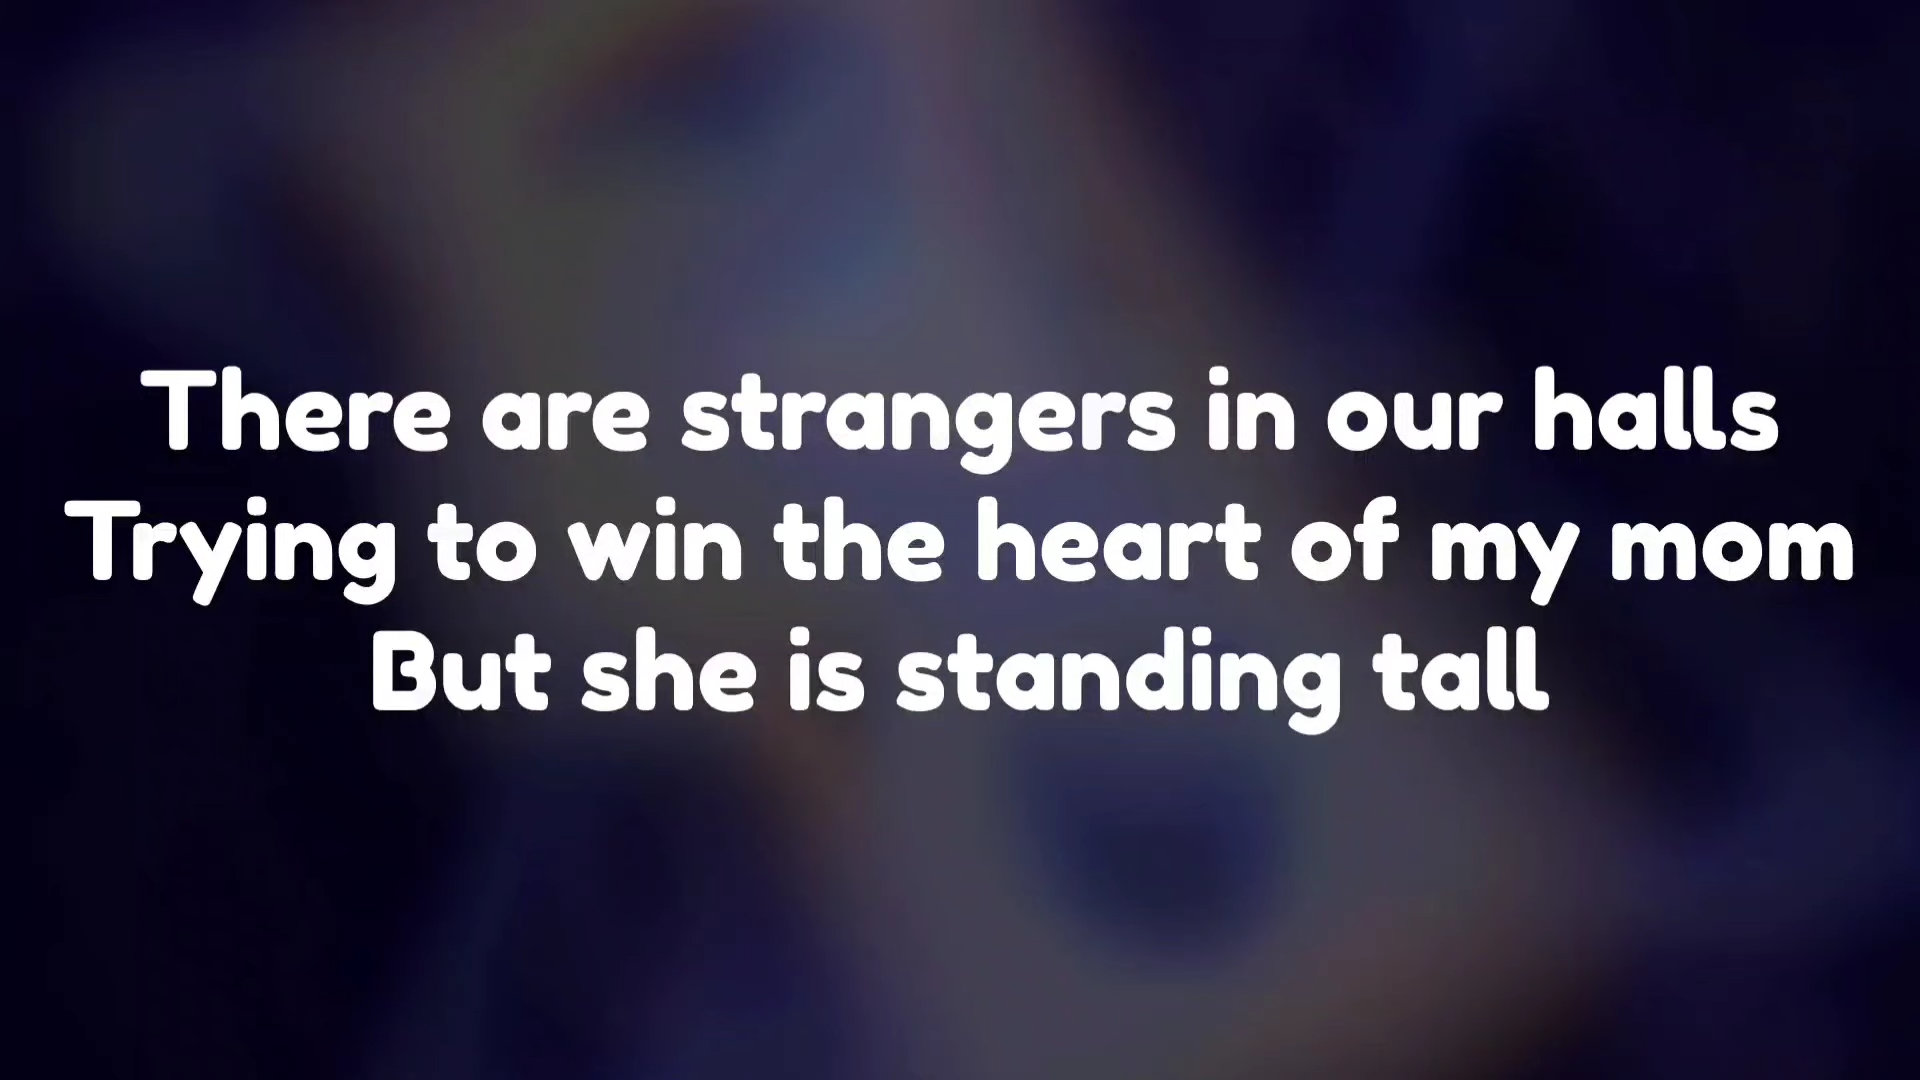 There are strangers in our halls
Trying to win the heart of my mom
But she is standing tall